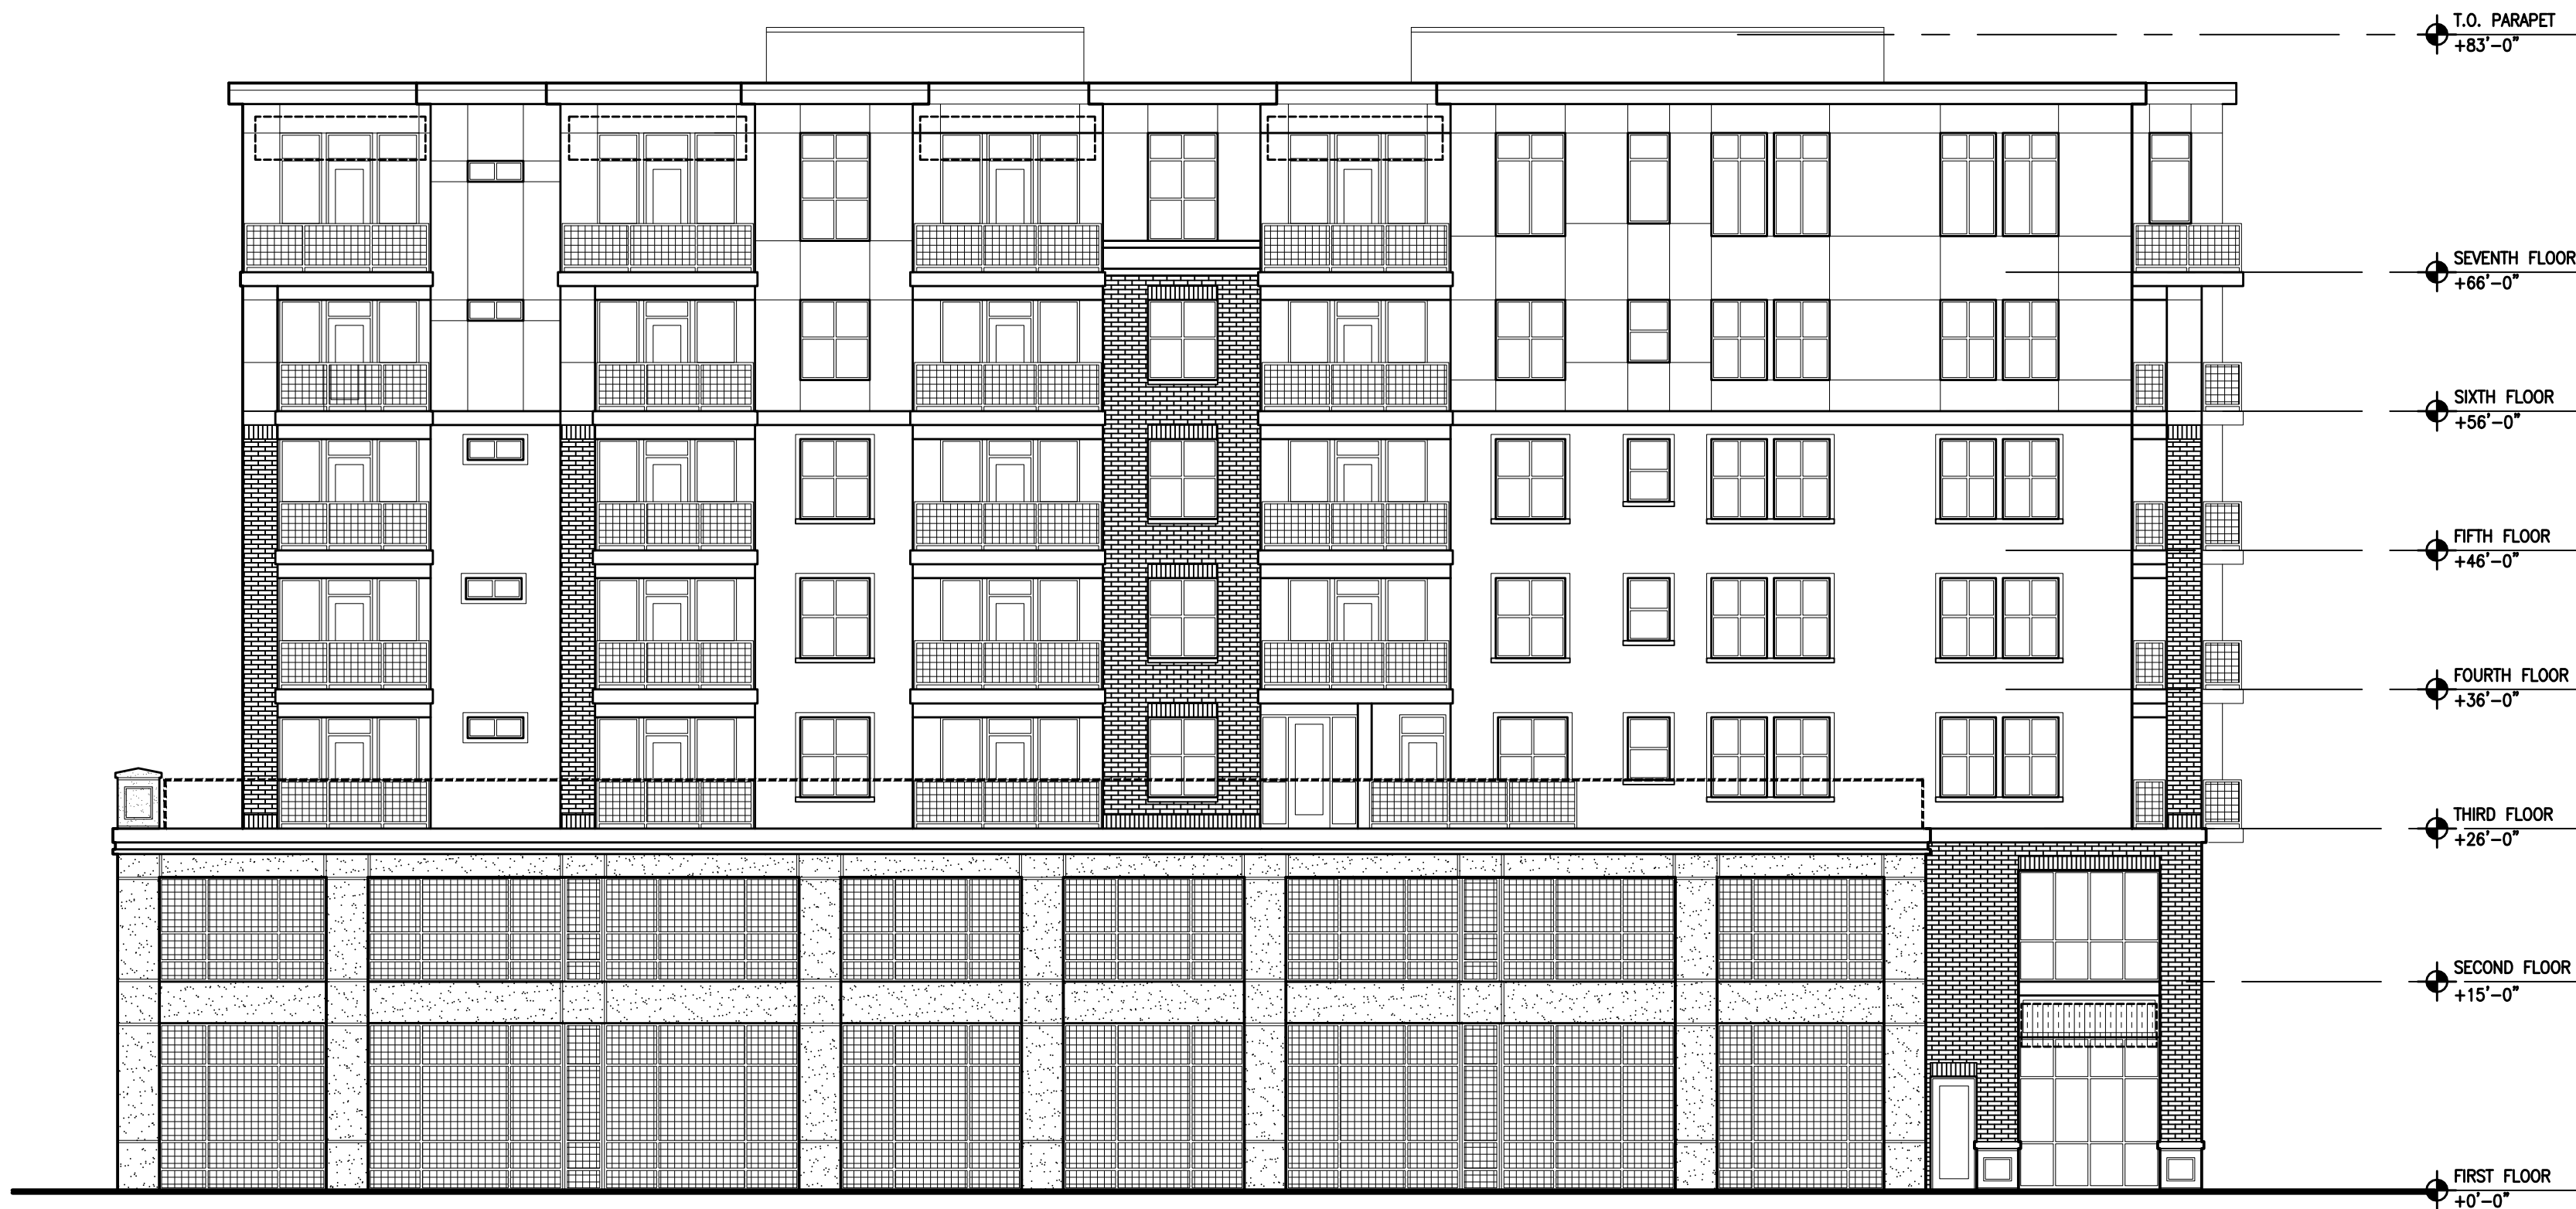 T.O. PARAPET
+83'-0"
SEVENTH FLOOR
+66'-0"
SIXTH FLOOR
+56'-0"
FIFTH FLOOR
+46'-0"
FOURTH FLOOR
+36'-0"
THIRD FLOOR
+26'-0"
SECOND FLOOR
+15'-0"
FIRST FLOOR
+0'-0"